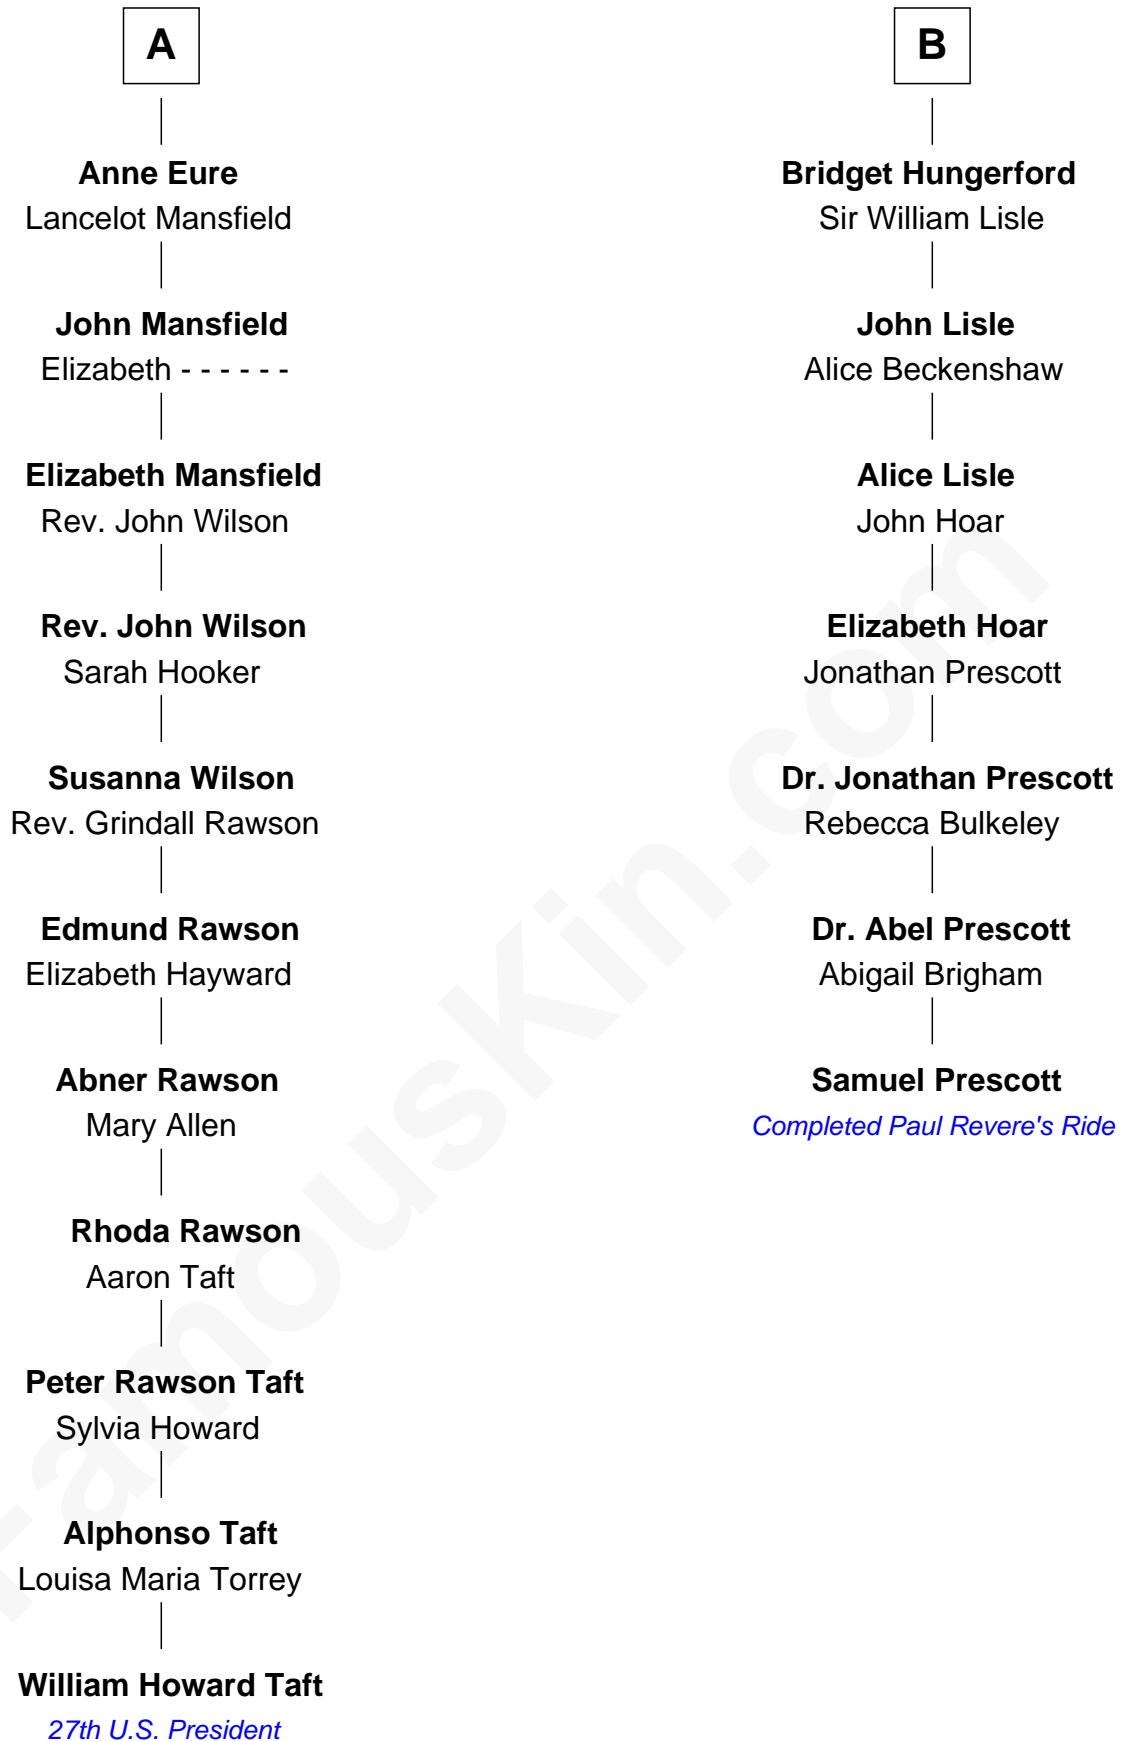 A
Anne Eure
Lancelot Mansfield
John Mansfield
Elizabeth - - - - - -
Elizabeth Mansfield
Rev. John Wilson
Rev. John Wilson
Sarah Hooker
Susanna Wilson
Rev. Grindall Rawson
Edmund Rawson
Elizabeth Hayward
Abner Rawson
Mary Allen
Rhoda Rawson
Aaron Taft
Peter Rawson Taft
Sylvia Howard
Alphonso Taft
Louisa Maria Torrey
William Howard Taft
27th U.S. President
B
Bridget Hungerford
Sir William Lisle
John Lisle
Alice Beckenshaw
Alice Lisle
John Hoar
Elizabeth Hoar
Jonathan Prescott
Dr. Jonathan Prescott
Rebecca Bulkeley
Dr. Abel Prescott
Abigail Brigham
Samuel Prescott
Completed Paul Revere's Ride
FamousKin.com